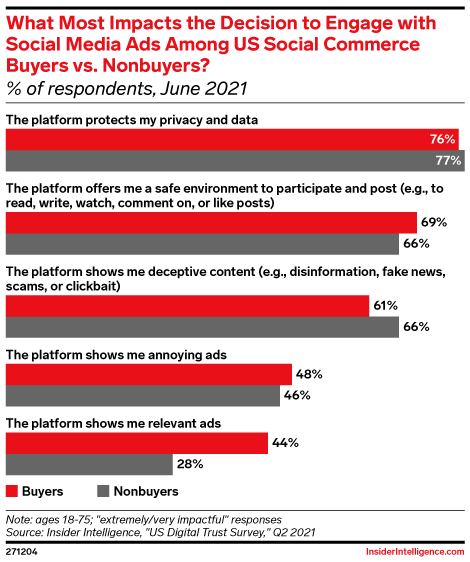 What Most Impacts the Decision to Engage with
Social Media Ads Among US Social Commerce
Buyers vs. Nonbuyers?
% of respondents, June 2021
The platform protects my privacy and data
76%
77%
The platform offers me a safe environment to participate and post (e.g., to
read, write, watch, comment on, or like posts)
69%
66%
The platform shows me deceptive content (e.g., disinformation, fake news,
scams, or clickbait)
61%
66%
The platform shows me annoying ads
48%
46%
The platform shows me relevant ads
44%
28%
Buyers Nonbuyers
Note: ages 18-75; "extremely/very impactful" responses
Source: Insider Intelligence, "US Digital Trust Survey," Q2 2021
271204 InsiderIntelligence.com